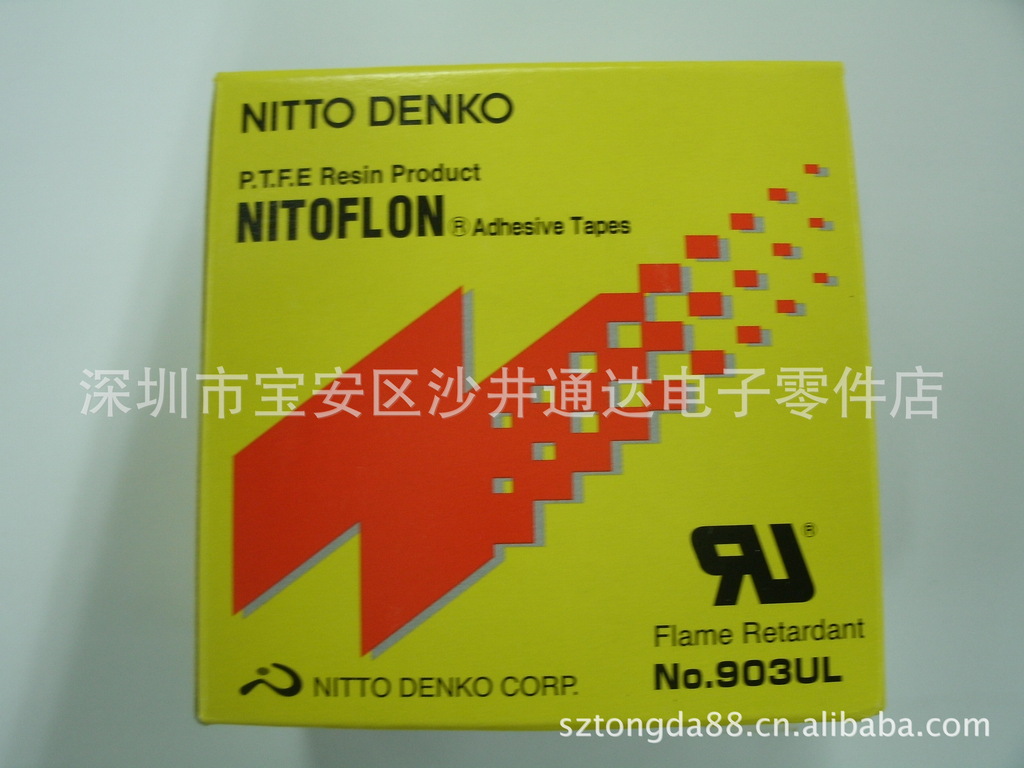 NITTO DENKO
P.T.F.E Resin Product
NITOFLON® Adhesive Tapes
深圳市宝安区沙井通达电子零件店
RU®
Flame Retardant
No.903UL
NITTO DENKO CORP.
sztongda88.cn.alibaba.com